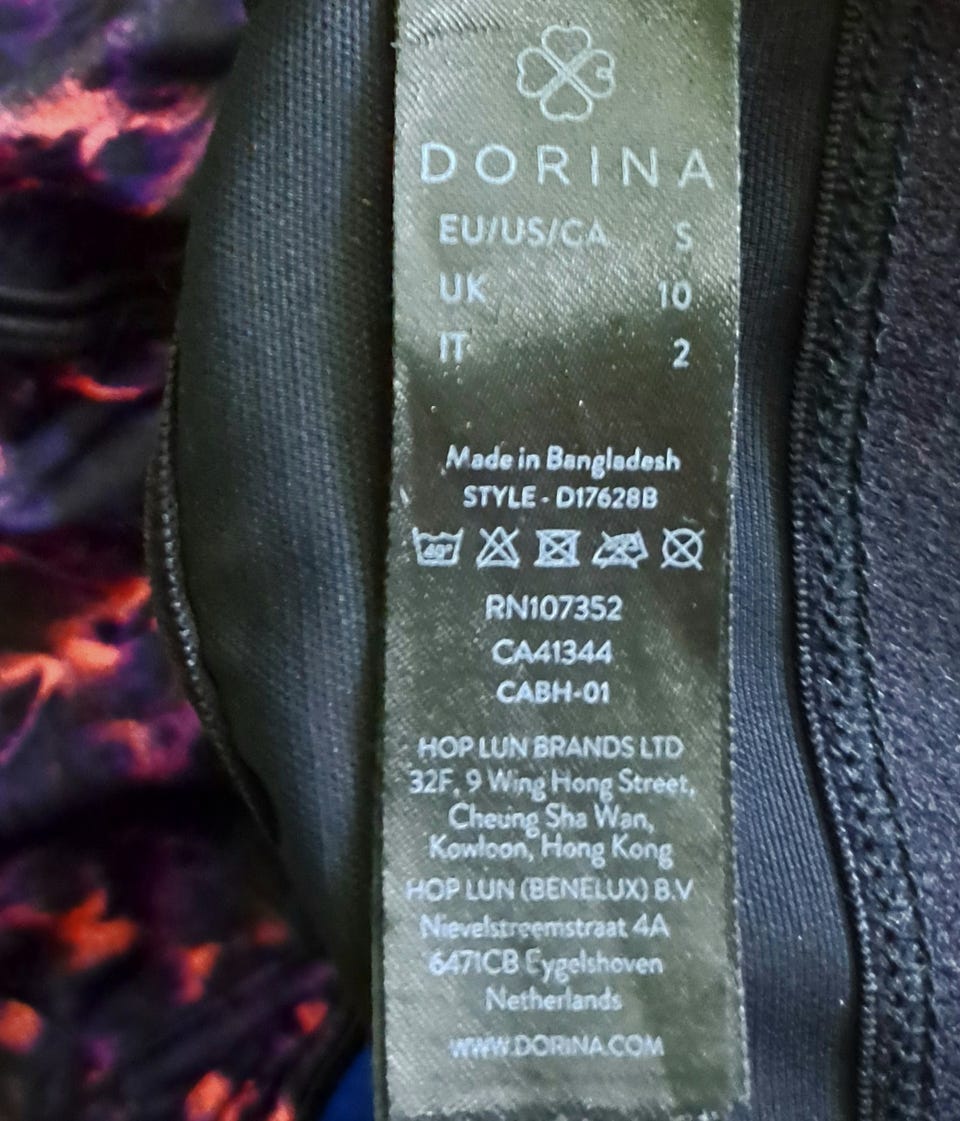 DORINA
EU/US/CA S
UK 10
IT 2
Made in Bangladesh
STYLE - D17628B
40°
RN107352
CA41344
CABH-01
HOP LUN BRANDS LTD
32F, 9 Wing Hong Street,
Cheung Sha Wan,
Kowloon, Hong Kong
HOP LUN (BENELUX) B.V
Nievelstreemstraat 4A
6471CB Eygelshoven
Netherlands
WWW.DORINA.COM